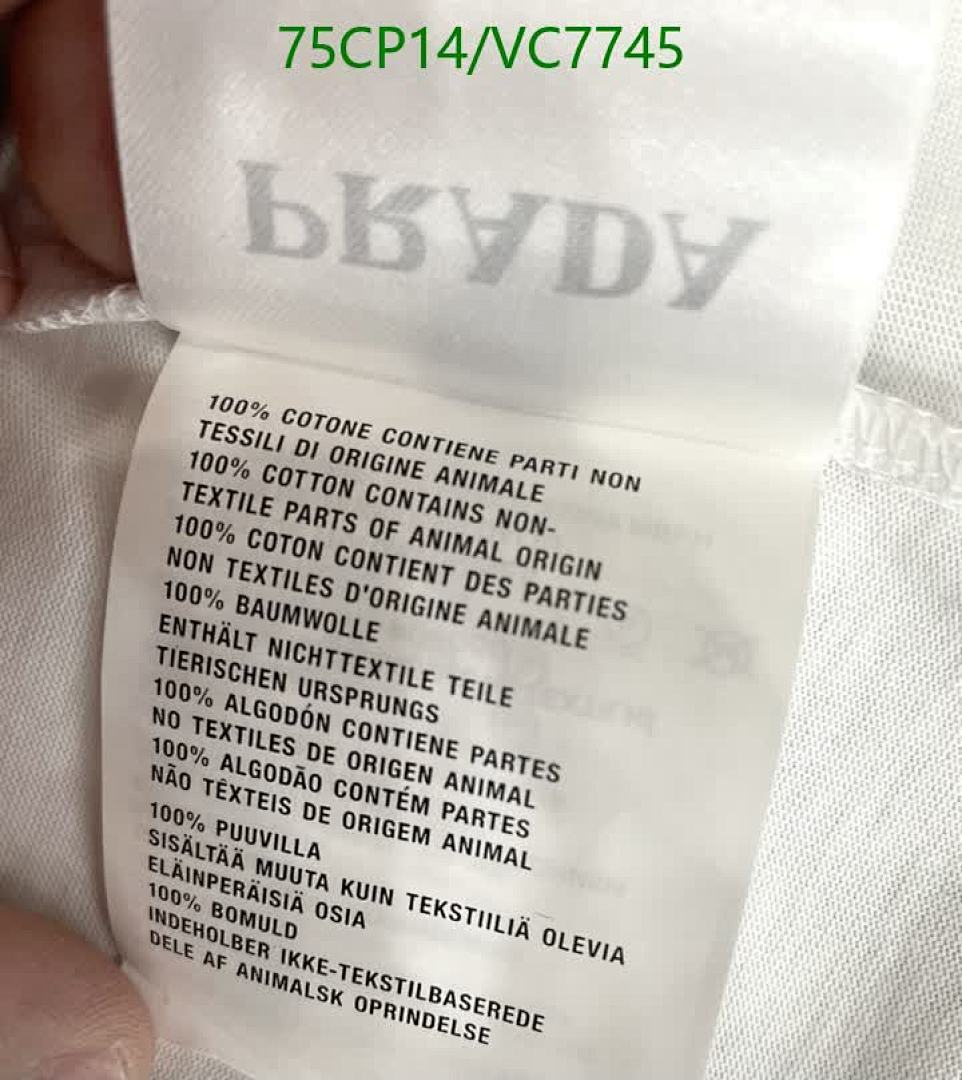 75CP14/VC7745
PRADA
100% COTONE CONTIENE PARTI NON
TESSILI DI ORIGINE ANIMALE
100% COTTON CONTAINS NON-
TEXTILE PARTS OF ANIMAL ORIGIN
100% COTON CONTIENT DES PARTIES
NON TEXTILES D'ORIGINE ANIMALE
100% BAUMWOLLE
ENTHÄLT NICHTTEXTILE TEILE
TIERISCHEN URSPRUNGS
100% ALGODÓN CONTIENE PARTES
NO TEXTILES DE ORIGEN ANIMAL
100% ALGODÃO CONTÉM PARTES
NÃO TÊXTEIS DE ORIGEM ANIMAL
100% PUUVILLA
SISÄLTÄÄ MUUTA KUIN TEKSTIILIÄ OLEVIA
ELÄINPERÄISIÄ OSIA
100% BOMULD
INDEHOLBER IKKE-TEKSTILBASEREDE
DELE AF ANIMALSK OPRINDELSE